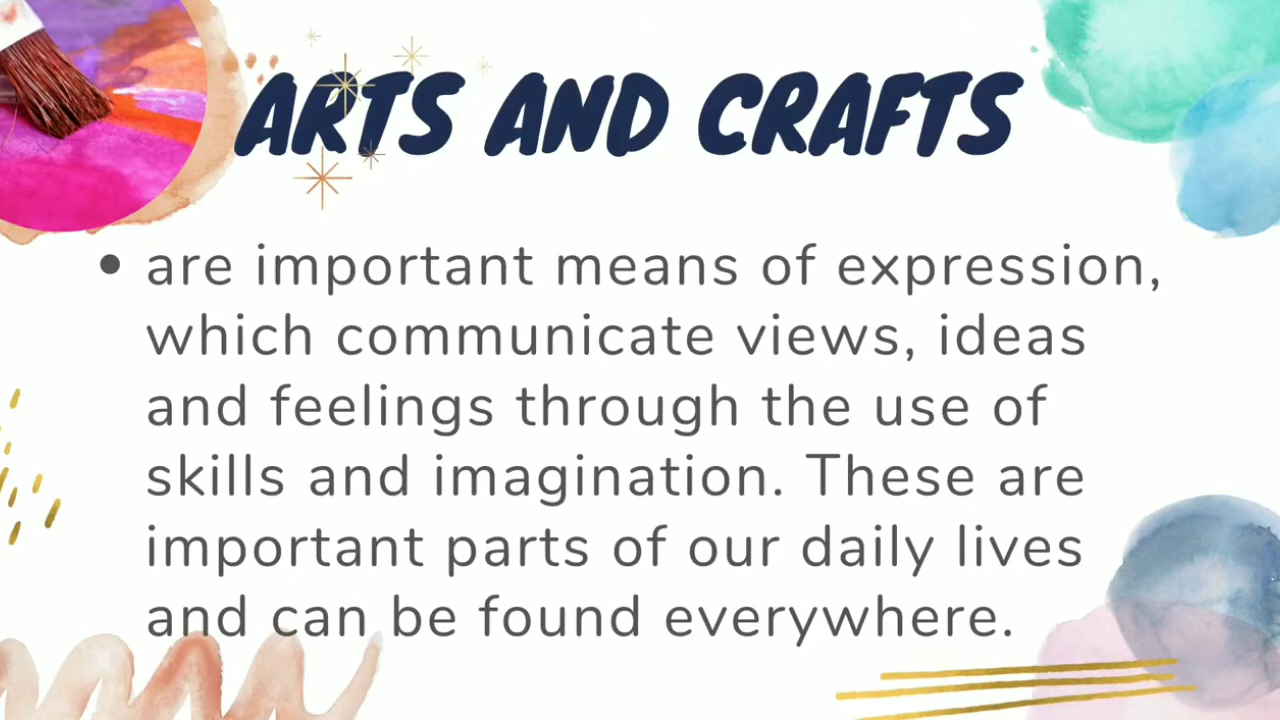 ARTS AND CRAFTS
• are important means of expression,
which communicate views, ideas
and feelings through the use of
skills and imagination. These are
important parts of our daily lives
and can be found everywhere.